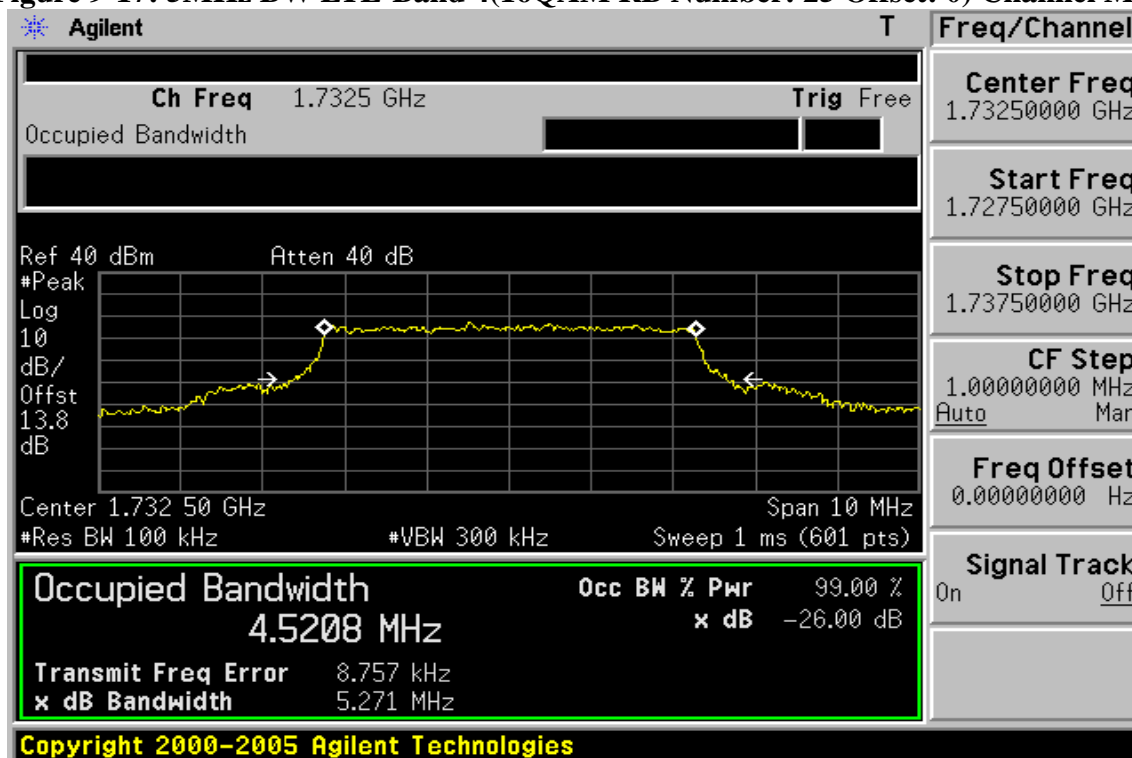 Agilent T Freq/Channel
Ch Freq 1.7325 GHz Trig Free
Occupied Bandwidth
Center Freq
1.73250000 GHz
Start Freq
1.72750000 GHz
Stop Freq
1.73750000 GHz
CF Step
1.00000000 MHz
Auto Man
Freq Offset
0.00000000 Hz
Signal Track
On Off
Ref 40 dBm Atten 40 dB
#Peak
Log
10
dB/
Offst
13.8
dB
Center 1.732 50 GHz Span 10 MHz
#Res BW 100 kHz #VBW 300 kHz Sweep 1 ms (601 pts)
Occupied Bandwidth
4.5208 MHz
Occ BW % Pwr 99.00 %
x dB -26.00 dB
Transmit Freq Error 8.757 kHz
x dB Bandwidth 5.271 MHz
Copyright 2000-2005 Agilent Technologies